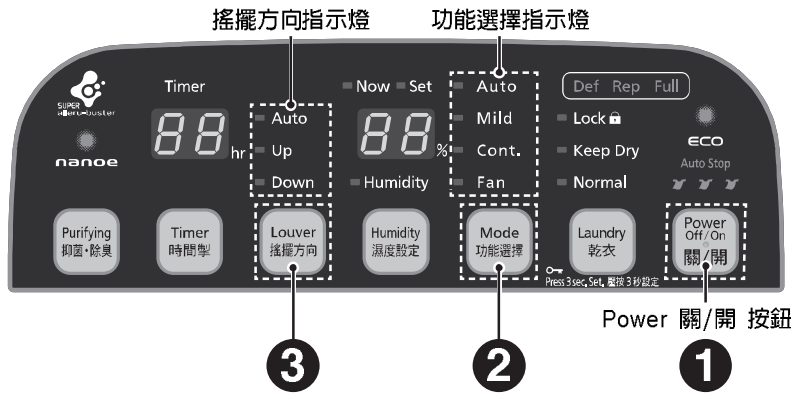 搖擺方向指示燈
功能選擇指示燈
SUPER
alleru-buster
nanoe
Timer
88 hr
Auto
Up
Down
Now Set
88 %
Humidity
Auto
Mild
Cont.
Fan
Def Rep Full
Lock
Keep Dry
Normal
ECO
Auto Stop
Purifying
抑菌·除臭
Timer
時間掣
Louver
搖擺方向
Humidity
濕度設定
Mode
功能選擇
Laundry
乾衣
Power
Off/On
關/開
Press 3 sec. Set. 壓按3秒設定
Power 關/開 按鈕
3
2
1